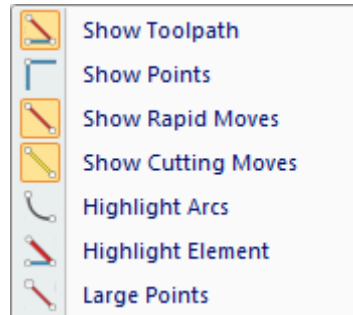 Show Toolpath
Show Points
Show Rapid Moves
Show Cutting Moves
Highlight Arcs
Highlight Element
Large Points